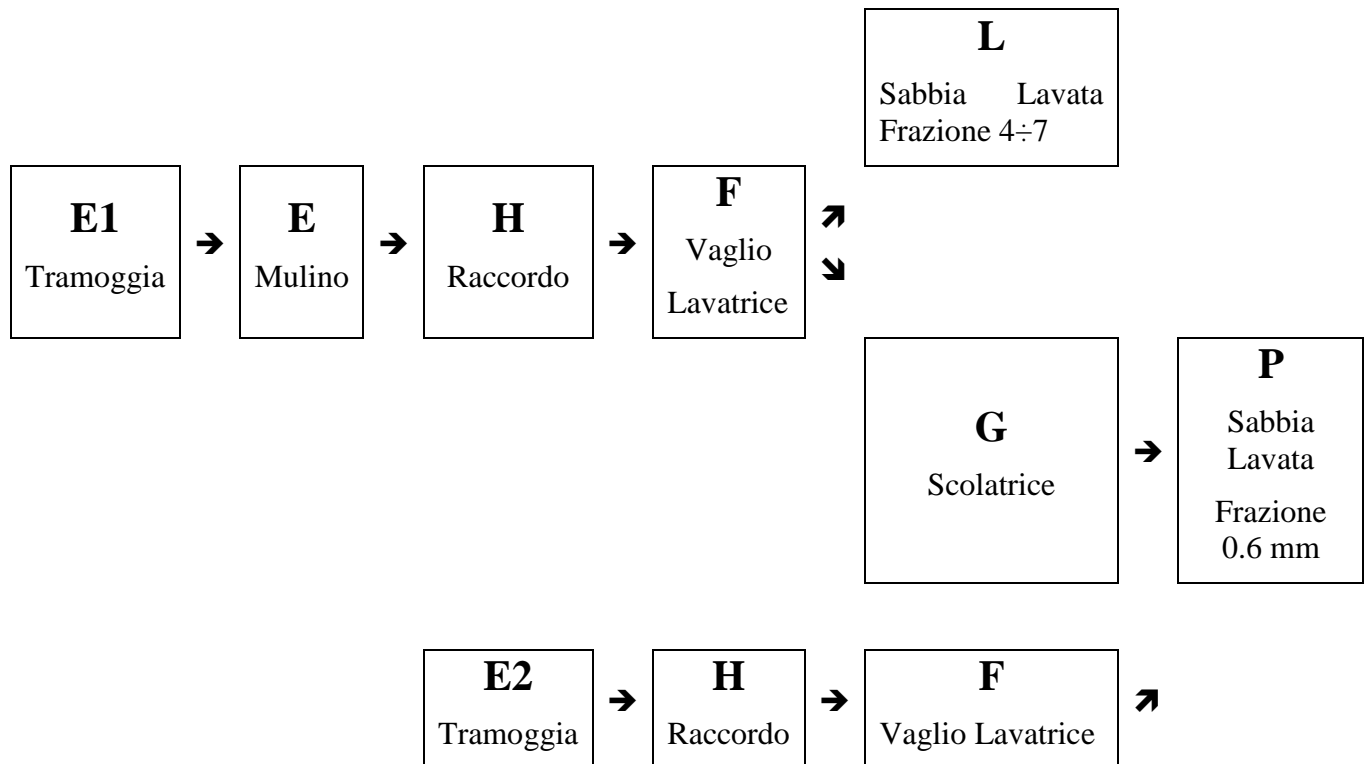 L
Sabbia Lavata
Frazione 4÷7
E1
Tramoggia
➔
E
Mulino
➔
H
Raccordo
➔
F
Vaglio
Lavatrice
➔
➔
G
Scolatrice
➔
P
Sabbia
Lavata
Frazione
0.6 mm
E2
Tramoggia
➔
H
Raccordo
➔
F
Vaglio Lavatrice
➔